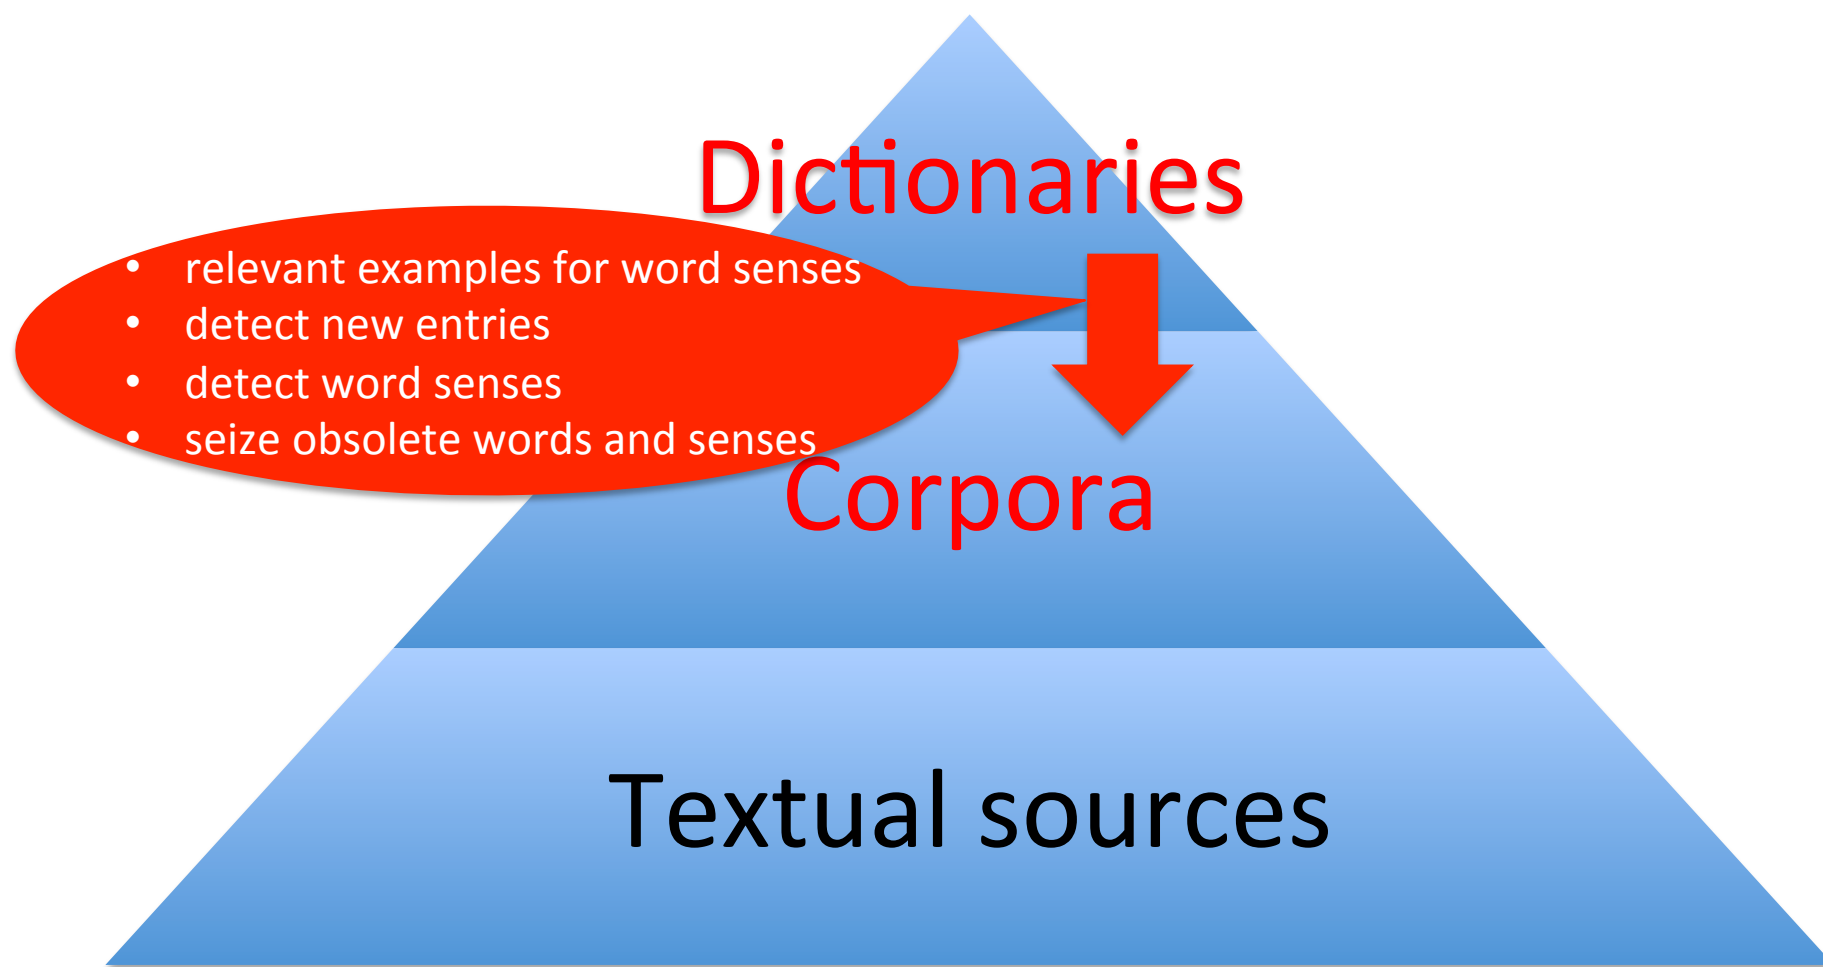 Dictionaries
• relevant examples for word senses
• detect new entries
• detect word senses
• seize obsolete words and senses
Corpora
Textual sources